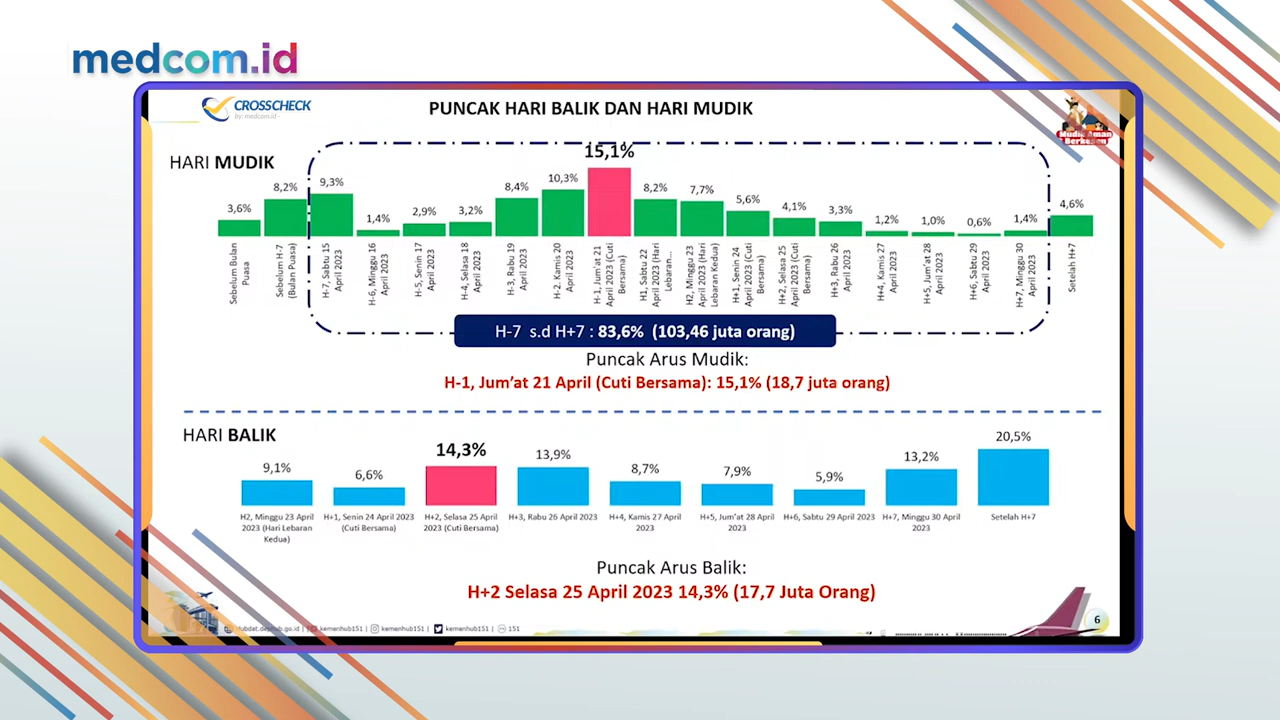 medcom.id
CROSSCHECK
by: medcom.id -
PUNCAK HARI BALIK DAN HARI MUDIK
Mudik Aman
Berkesan
HARI MUDIK
3,6%
8,2%
9,3%
1,4%
2,9%
3,2%
8,4%
10,3%
15,1%
8,2%
7,7%
5,6%
4,1%
3,3%
1,2%
1,0%
0,6%
1,4%
4,6%
Sebelum Bulan
Puasa
Sebelum H-7
(Bulan Puasa)
H-7, Sabtu 15
April 2023
H-6, Minggu 16
April 2023
H-5, Senin 17
April 2023
H-4, Selasa 18
April 2023
H-3, Rabu 19
April 2023
H-2. Kamis 20
April 2023
H-1, Jum'at 21
April 2023 (Cuti
Bersama)
H1, Sabtu 22
April 2023 (Hari
Lebaran...
H2, Minggu 23
April 2023 (Hari
Lebaran Kedua)
H+1, Senin 24
April 2023 (Cuti
Bersama)
H+2, Selasa 25
April 2023 (Cuti
Bersama)
H+3, Rabu 26
April 2023
H+4, Kamis 27
April 2023
H+5, Jum'at 28
April 2023
H+6, Sabtu 29
April 2023
H+7, Minggu 30
April 2023
Setelah H+7
H-7 s.d H+7 : 83,6% (103,46 juta orang)
Puncak Arus Mudik:
H-1, Jum'at 21 April (Cuti Bersama): 15,1% (18,7 juta orang)
HARI BALIK
9,1%
6,6%
14,3%
13,9%
8,7%
7,9%
5,9%
13,2%
20,5%
H2, Minggu 23 April
2023 (Hari Lebaran
Kedua)
H+1, Senin 24 April 2023
(Cuti Bersama)
H+2, Selasa 25 April
2023 (Cuti Bersama)
H+3, Rabu 26 April 2023
H+4, Kamis 27 April
2023
H+5, Jum'at 28 April
2023
H+6, Sabtu 29 April 2023
H+7, Minggu 30 April
2023
Setelah H+7
Puncak Arus Balik:
H+2 Selasa 25 April 2023 14,3% (17,7 Juta Orang)
kemenhub151 | kemenhub151 | kemenhub151 | 151
6